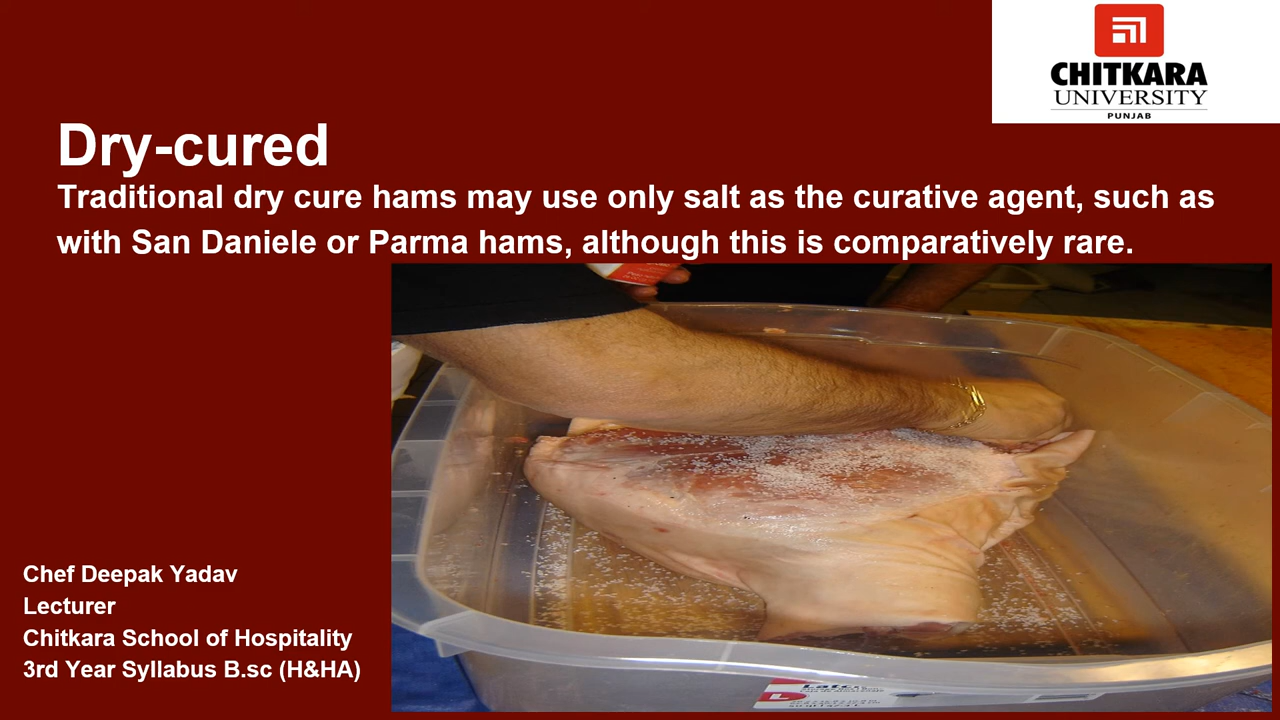 CHITKARA
UNIVERSITY
PUNJAB
Dry-cured
Traditional dry cure hams may use only salt as the curative agent, such as
with San Daniele or Parma hams, although this is comparatively rare.
Chef Deepak Yadav
Lecturer
Chitkara School of Hospitality
3rd Year Syllabus B.sc (H&HA)